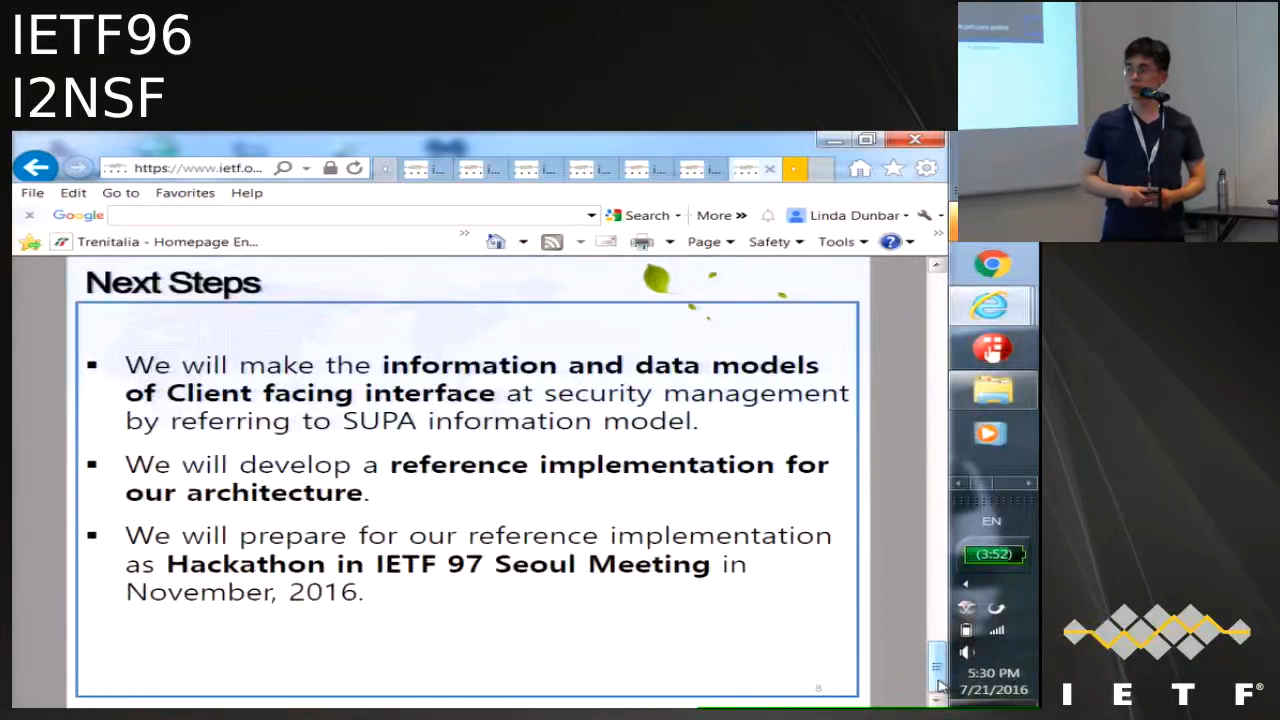 IETF96
I2NSF
https://www.ietf.o...
File Edit Go to Favorites Help
Google Search More » Linda Dunbar
Trenitalia - Homepage En... Page Safety Tools
Next Steps
▪ We will make the information and data models
of Client facing interface at security management
by referring to SUPA information model.
▪ We will develop a reference implementation for
our architecture.
▪ We will prepare for our reference implementation
as Hackathon in IETF 97 Seoul Meeting in
November, 2016.
8
EN
(3:52)
5:30 PM
7/21/2016
I E T F®